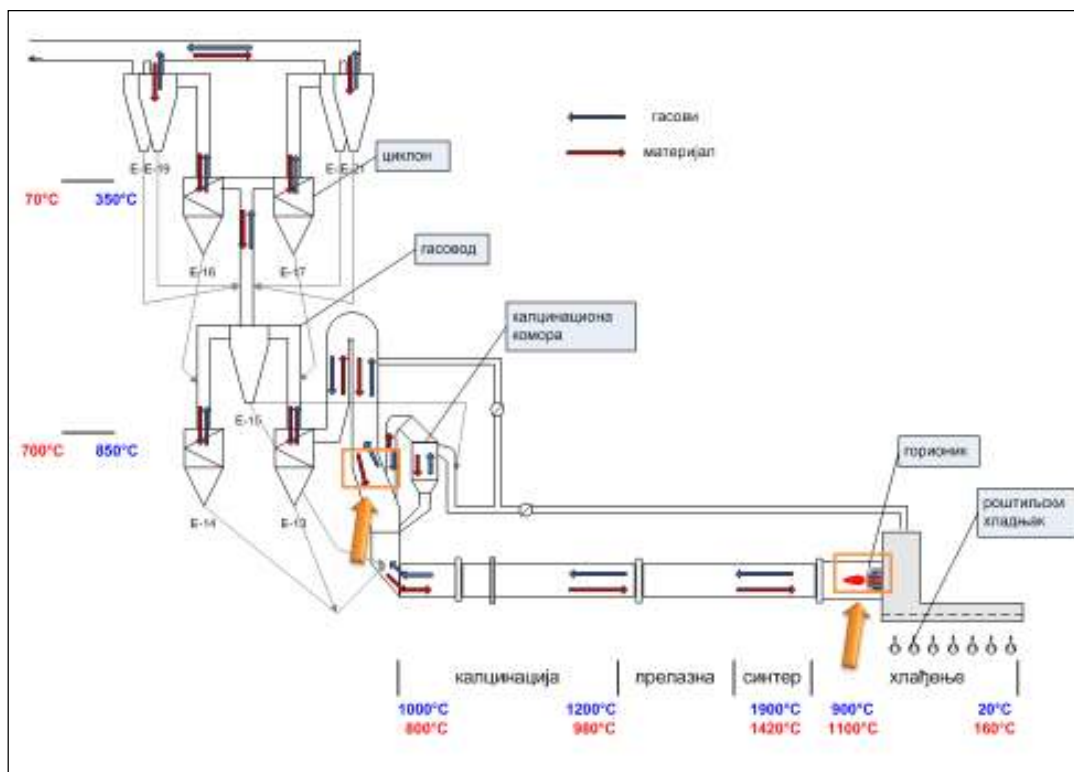 гасови
материјал
Е-Е-19
циклон
Е-Е-21
70°C
350°C
Е-16
Е-17
гасовод
калцинациона
комора
Е-15
700°C
850°C
горионик
Е-14
Е-13
роштиљски
хладњак
калцинација
прелазна
синтер
хлађење
1000°C
1200°C
1900°C
900°C
20°C
800°C
980°C
1420°C
1100°C
160°C